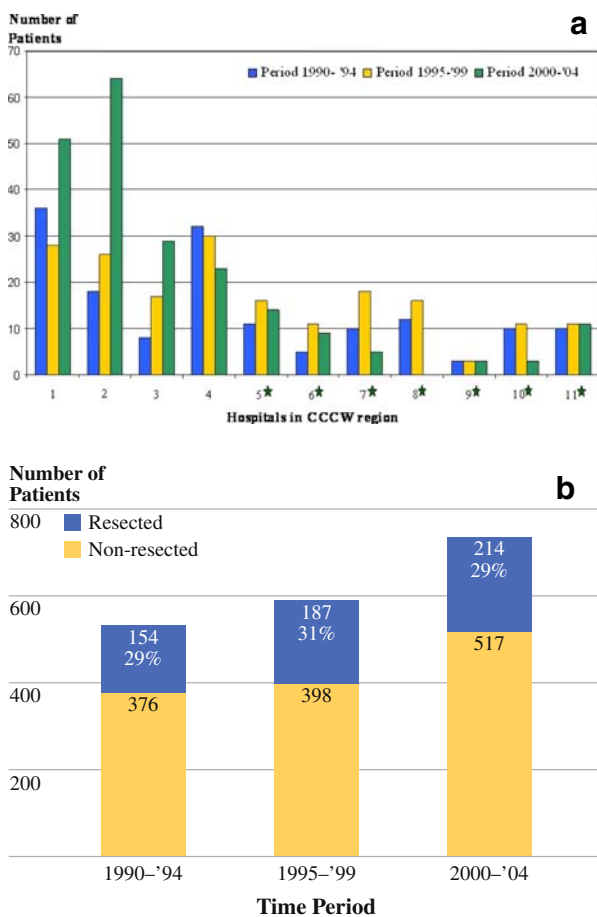 Number of
Patients
a
70
Period 1990- '94 Period 1995-'99 Period 2000-'04
60
50
40
30
20
10
0
1 2 3 4 5★ 6★ 7★ 8★ 9★ 10★ 11★
Hospitals in CCCW region
Number of
Patients
b
800
Resected
Non-resected
214
29%
600
187
31%
154
29%
517
400
398
376
200
1990–'94 1995–'99 2000–'04
Time Period